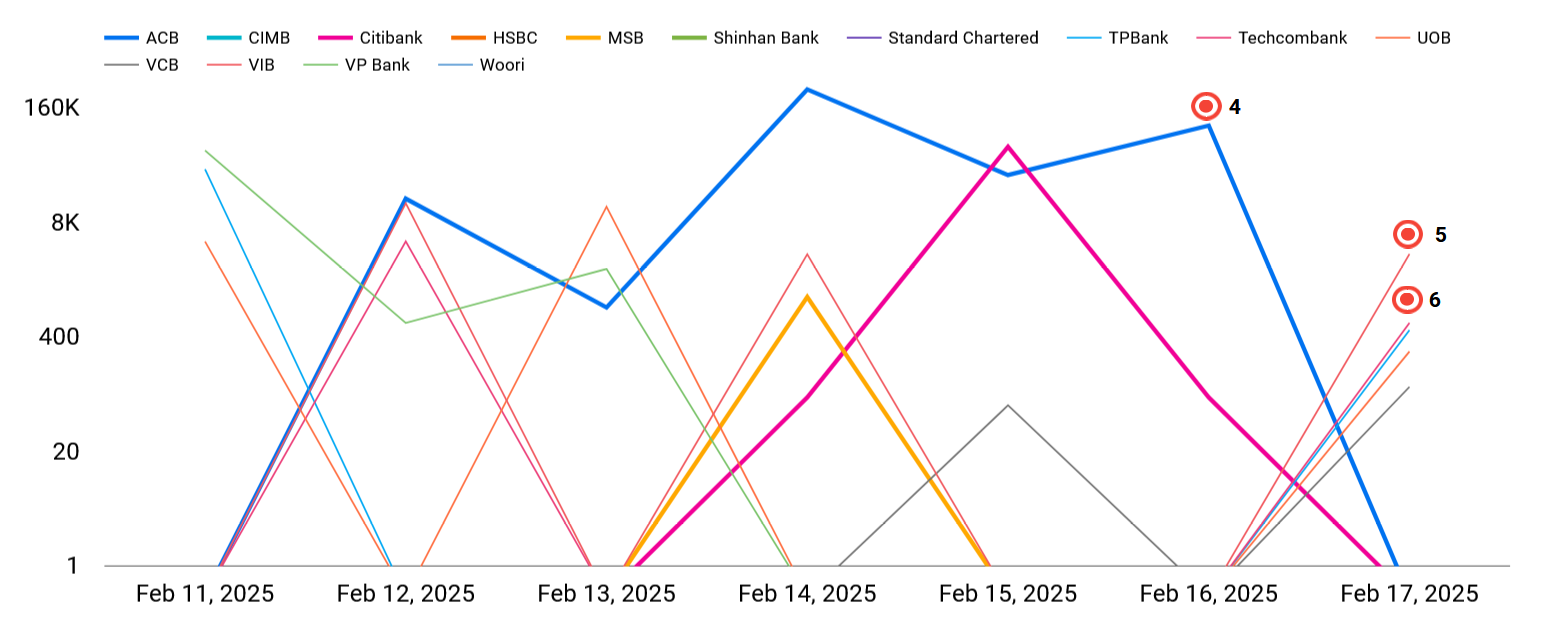 ACB CIMB Citibank HSBC MSB Shinhan Bank Standard Chartered TPBank Techcombank UOB
VCB VIB VP Bank Woori
160K
4
8K
5
6
400
20
1
Feb 11, 2025 Feb 12, 2025 Feb 13, 2025 Feb 14, 2025 Feb 15, 2025 Feb 16, 2025 Feb 17, 2025